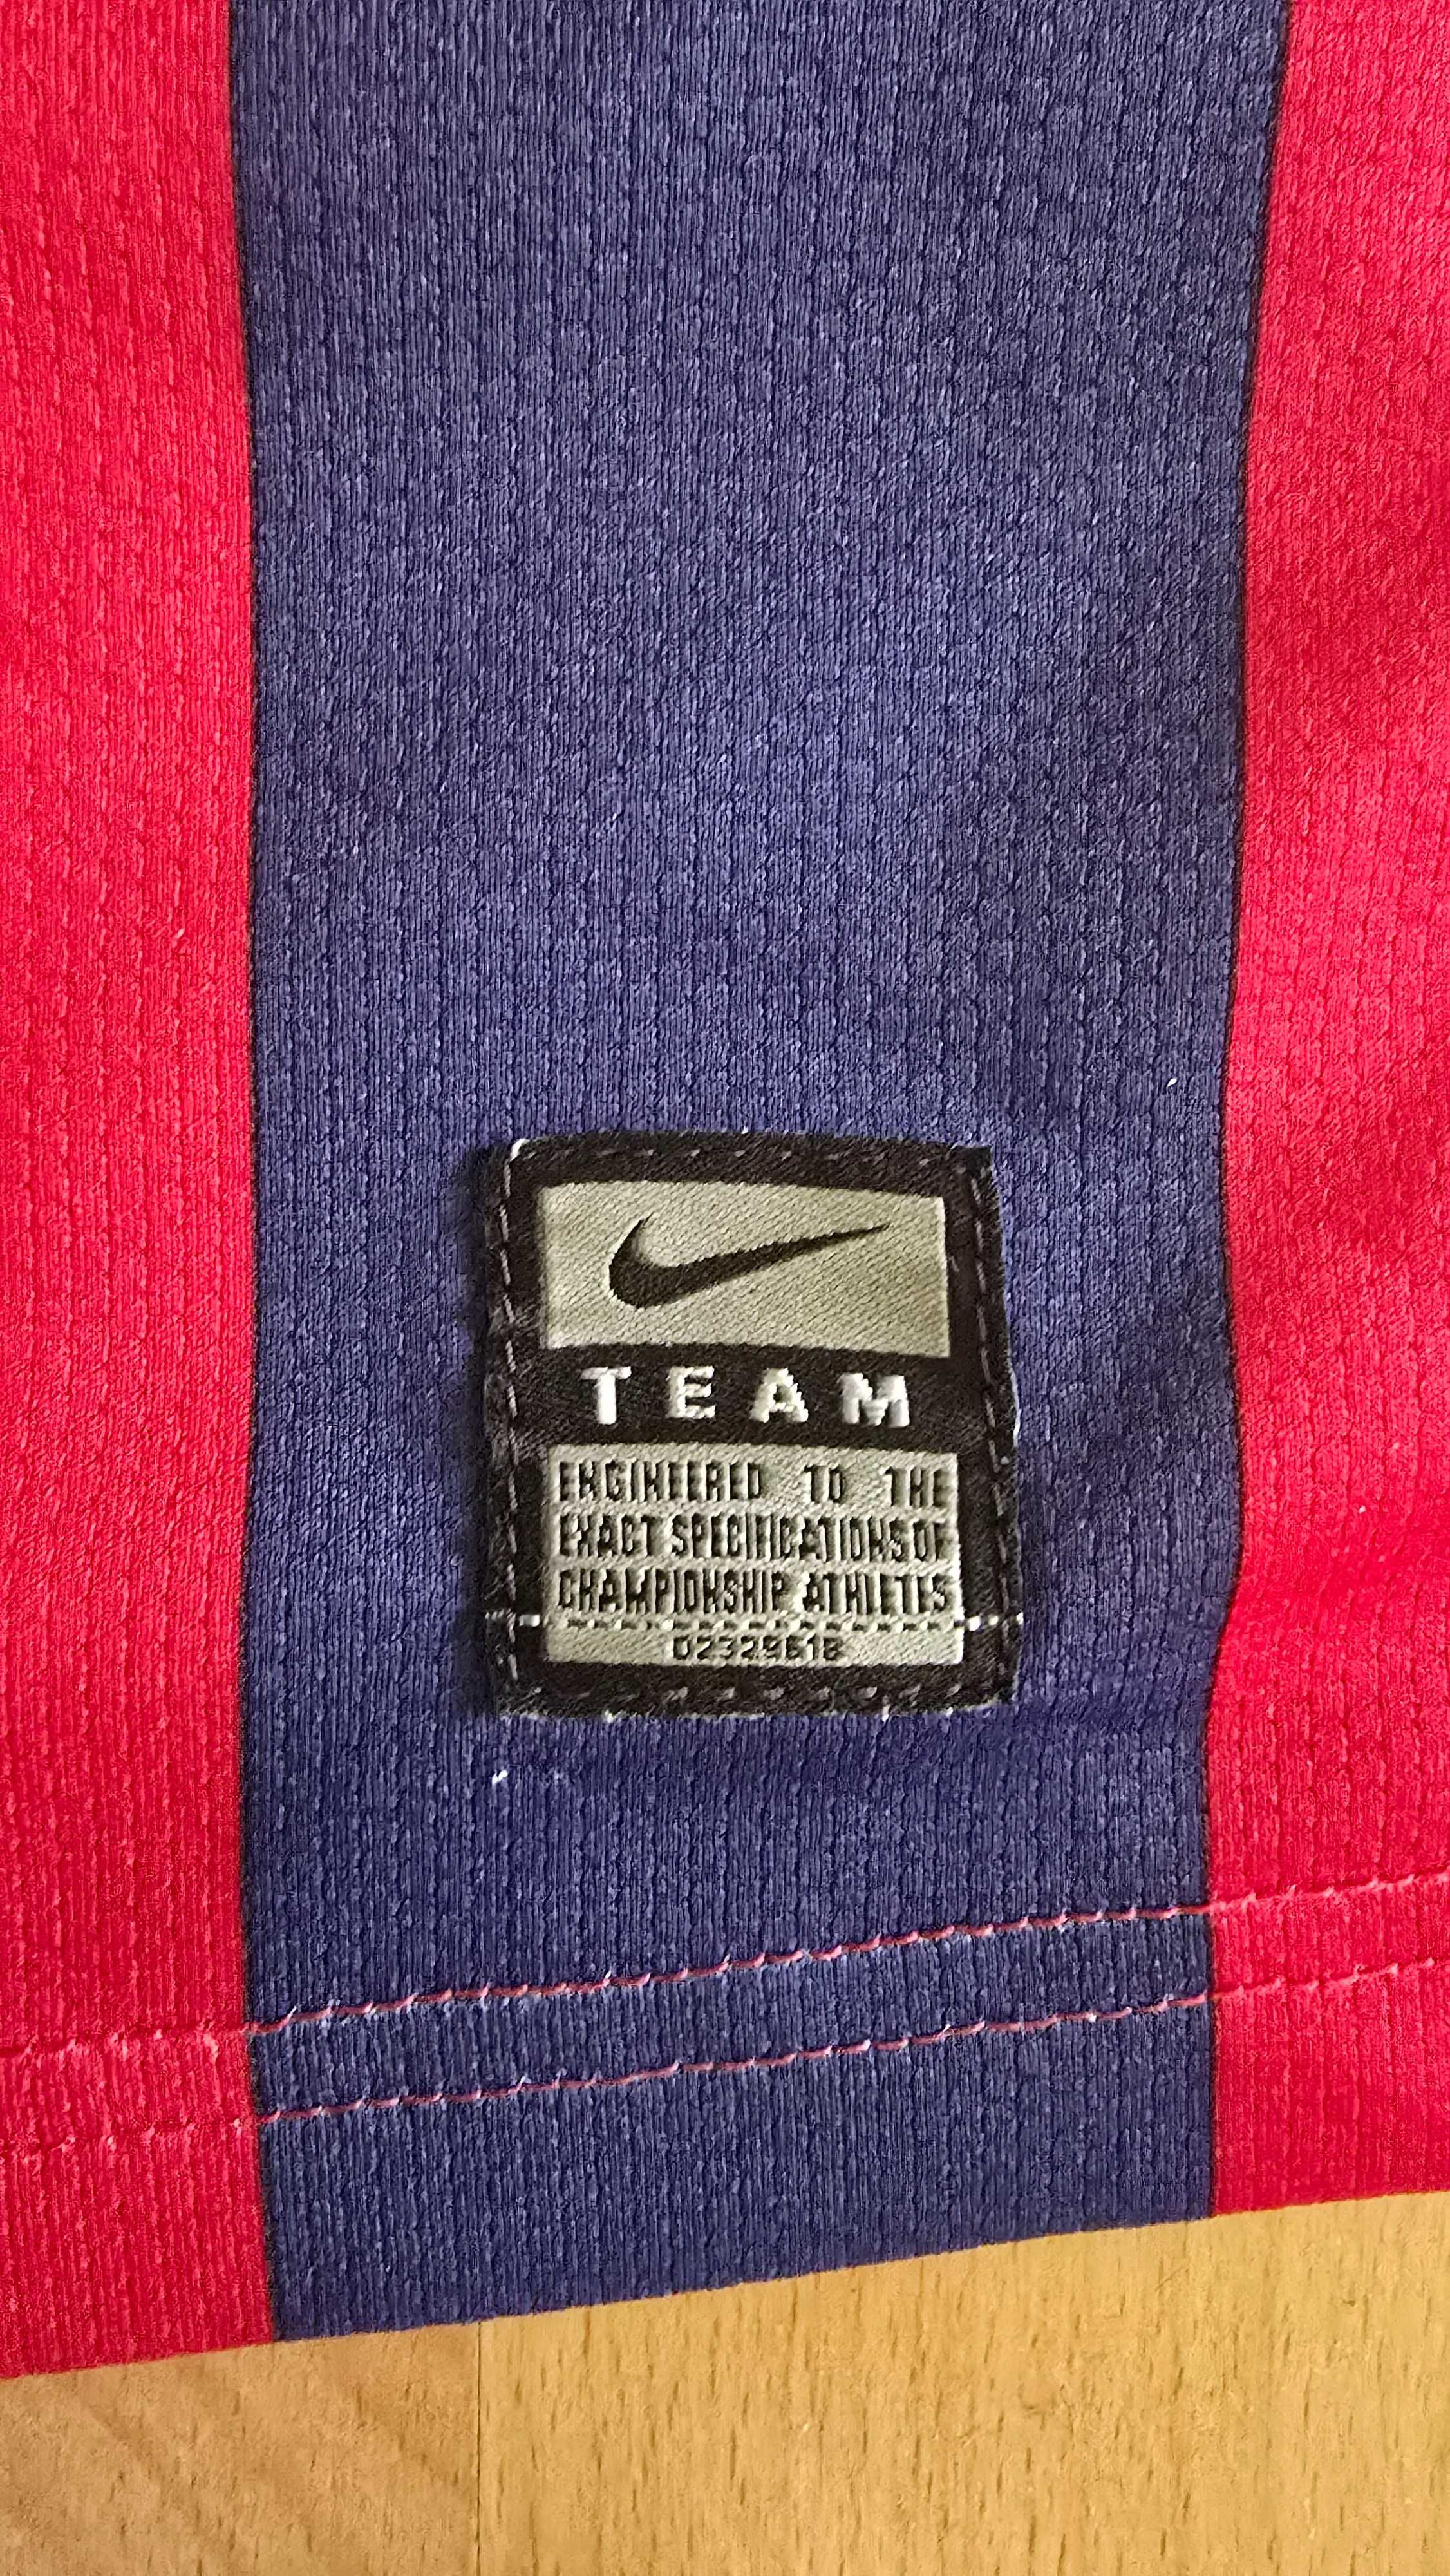 TEAM
ENGINEERED TO THE
EXACT SPECIFICATIONS OF
CHAMPIONSHIP ATHLETES
02329618